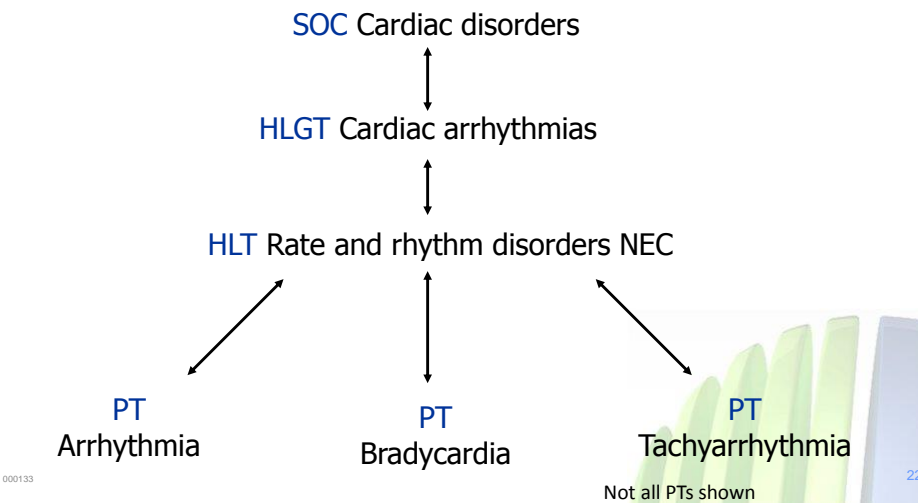 SOC Cardiac disorders
HLGT Cardiac arrhythmias
HLT Rate and rhythm disorders NEC
PT
Arrhythmia
PT
Bradycardia
PT
Tachyarrhythmia
000133
Not all PTs shown
22